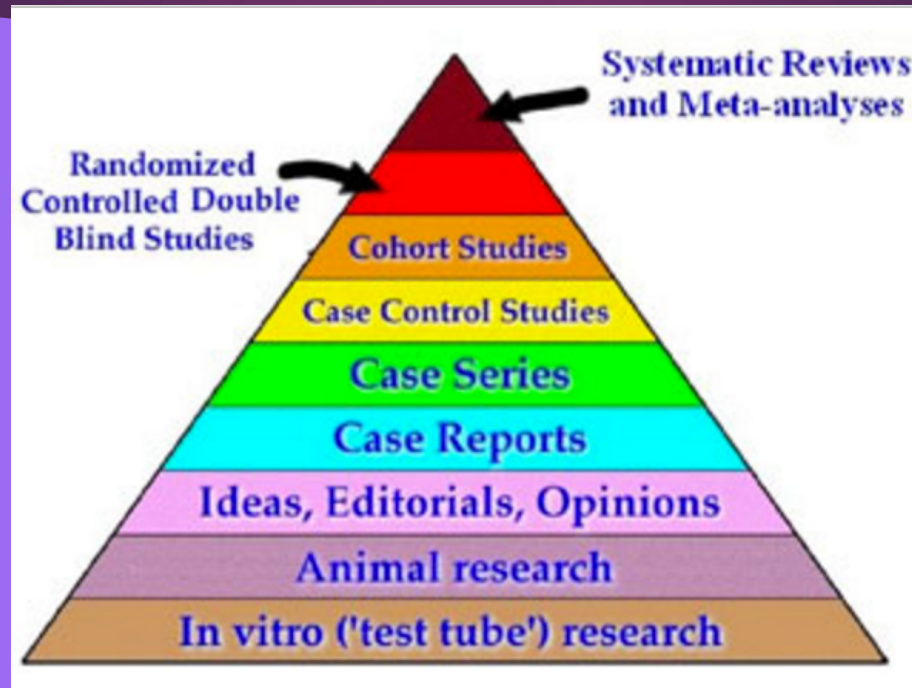 Systematic Reviews
and Meta-analyses
Randomized
Controlled Double
Blind Studies
Cohort Studies
Case Control Studies
Case Series
Case Reports
Ideas, Editorials, Opinions
Animal research
In vitro ('test tube') research